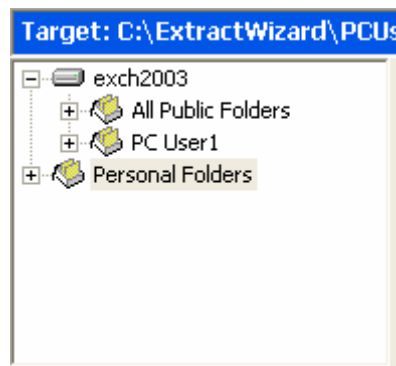 Target: C:\ExtractWizard\PCUs
exch2003
All Public Folders
PC User1
Personal Folders